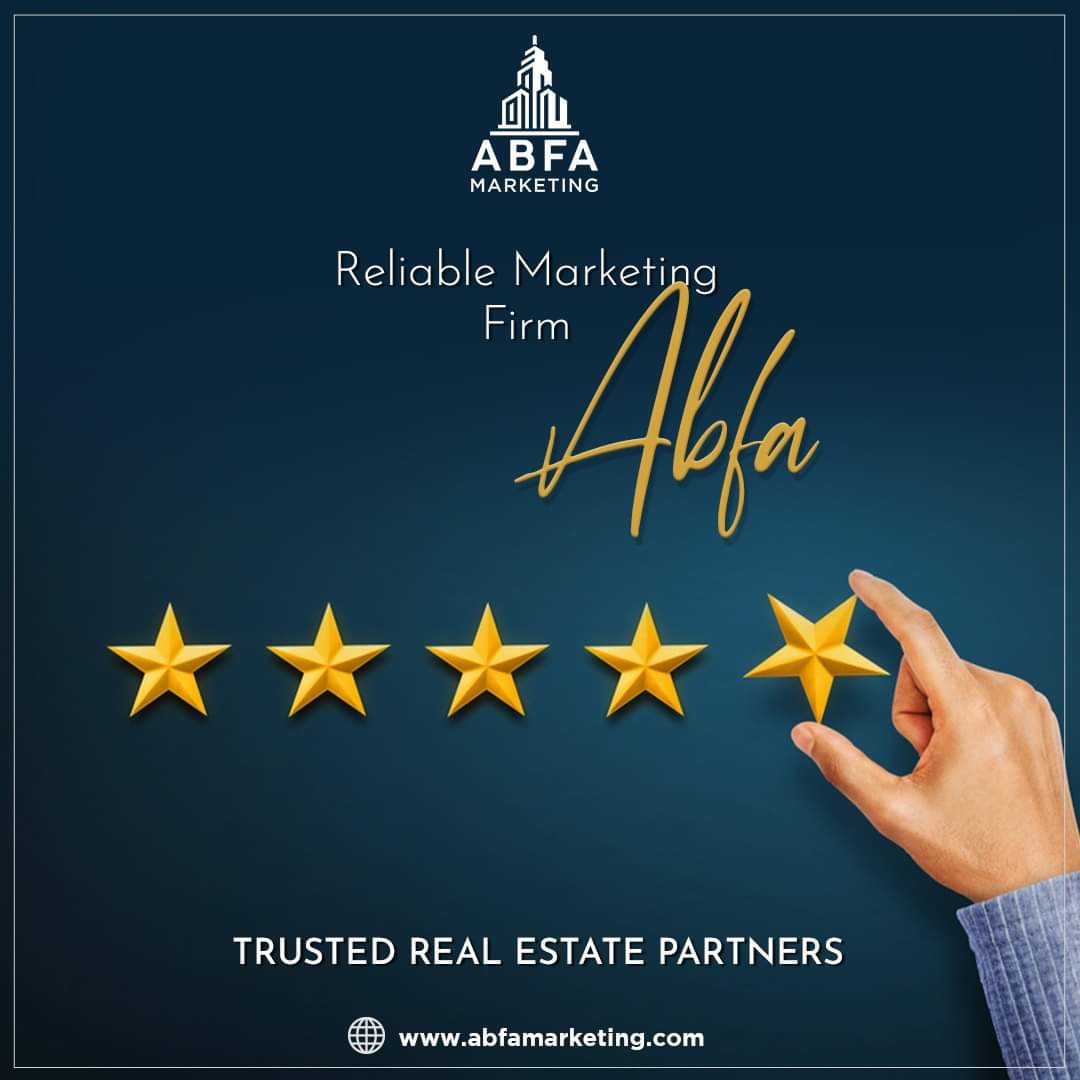 ABFA
MARKETING
Reliable Marketing
Firm
Abfa
TRUSTED REAL ESTATE PARTNERS
www.abfamarketing.com